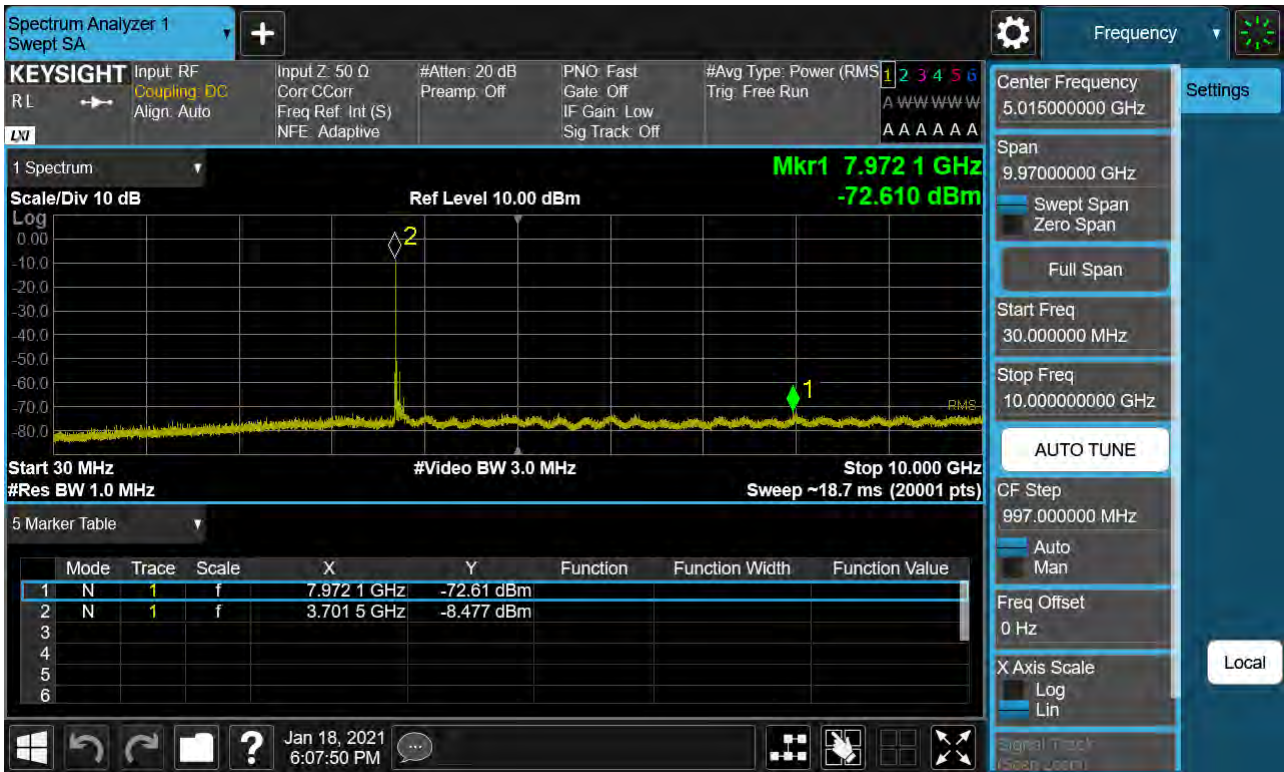 Spectrum Analyzer 1
Swept SA
+
Frequency
KEYSIGHT
RL
LXI
Input: RF
Coupling: DC
Align: Auto
Input Z: 50 Ω
Corr CCorr
Freq Ref: Int (S)
NFE: Adaptive
#Atten: 20 dB
Preamp: Off
PNO: Fast
Gate: Off
IF Gain: Low
Sig Track: Off
#Avg Type: Power (RMS
Trig: Free Run
1 2 3 4 5 6
A WW WW W
A A A A A A
1 Spectrum
Mkr1 7.972 1 GHz
-72.610 dBm
Scale/Div 10 dB
Ref Level 10.00 dBm
Log
0.00
-10.0
-20.0
-30.0
-40.0
-50.0
-60.0
-70.0
-80.0
2
1
RMS
Start 30 MHz
#Video BW 3.0 MHz
Stop 10.000 GHz
#Res BW 1.0 MHz
Sweep ~18.7 ms (20001 pts)
5 Marker Table
Mode Trace Scale X Y Function Function Width Function Value
1 N 1 f 7.972 1 GHz -72.61 dBm
2 N 1 f 3.701 5 GHz -8.477 dBm
3
4
5
6
Jan 18, 2021
6:07:50 PM
?
Center Frequency
5.015000000 GHz
Settings
Span
9.97000000 GHz
Swept Span
Zero Span
Full Span
Start Freq
30.000000 MHz
Stop Freq
10.000000000 GHz
AUTO TUNE
CF Step
997.000000 MHz
Auto
Man
Freq Offset
0 Hz
X Axis Scale
Log
Lin
Local
Signal Track
(Span Zoom)